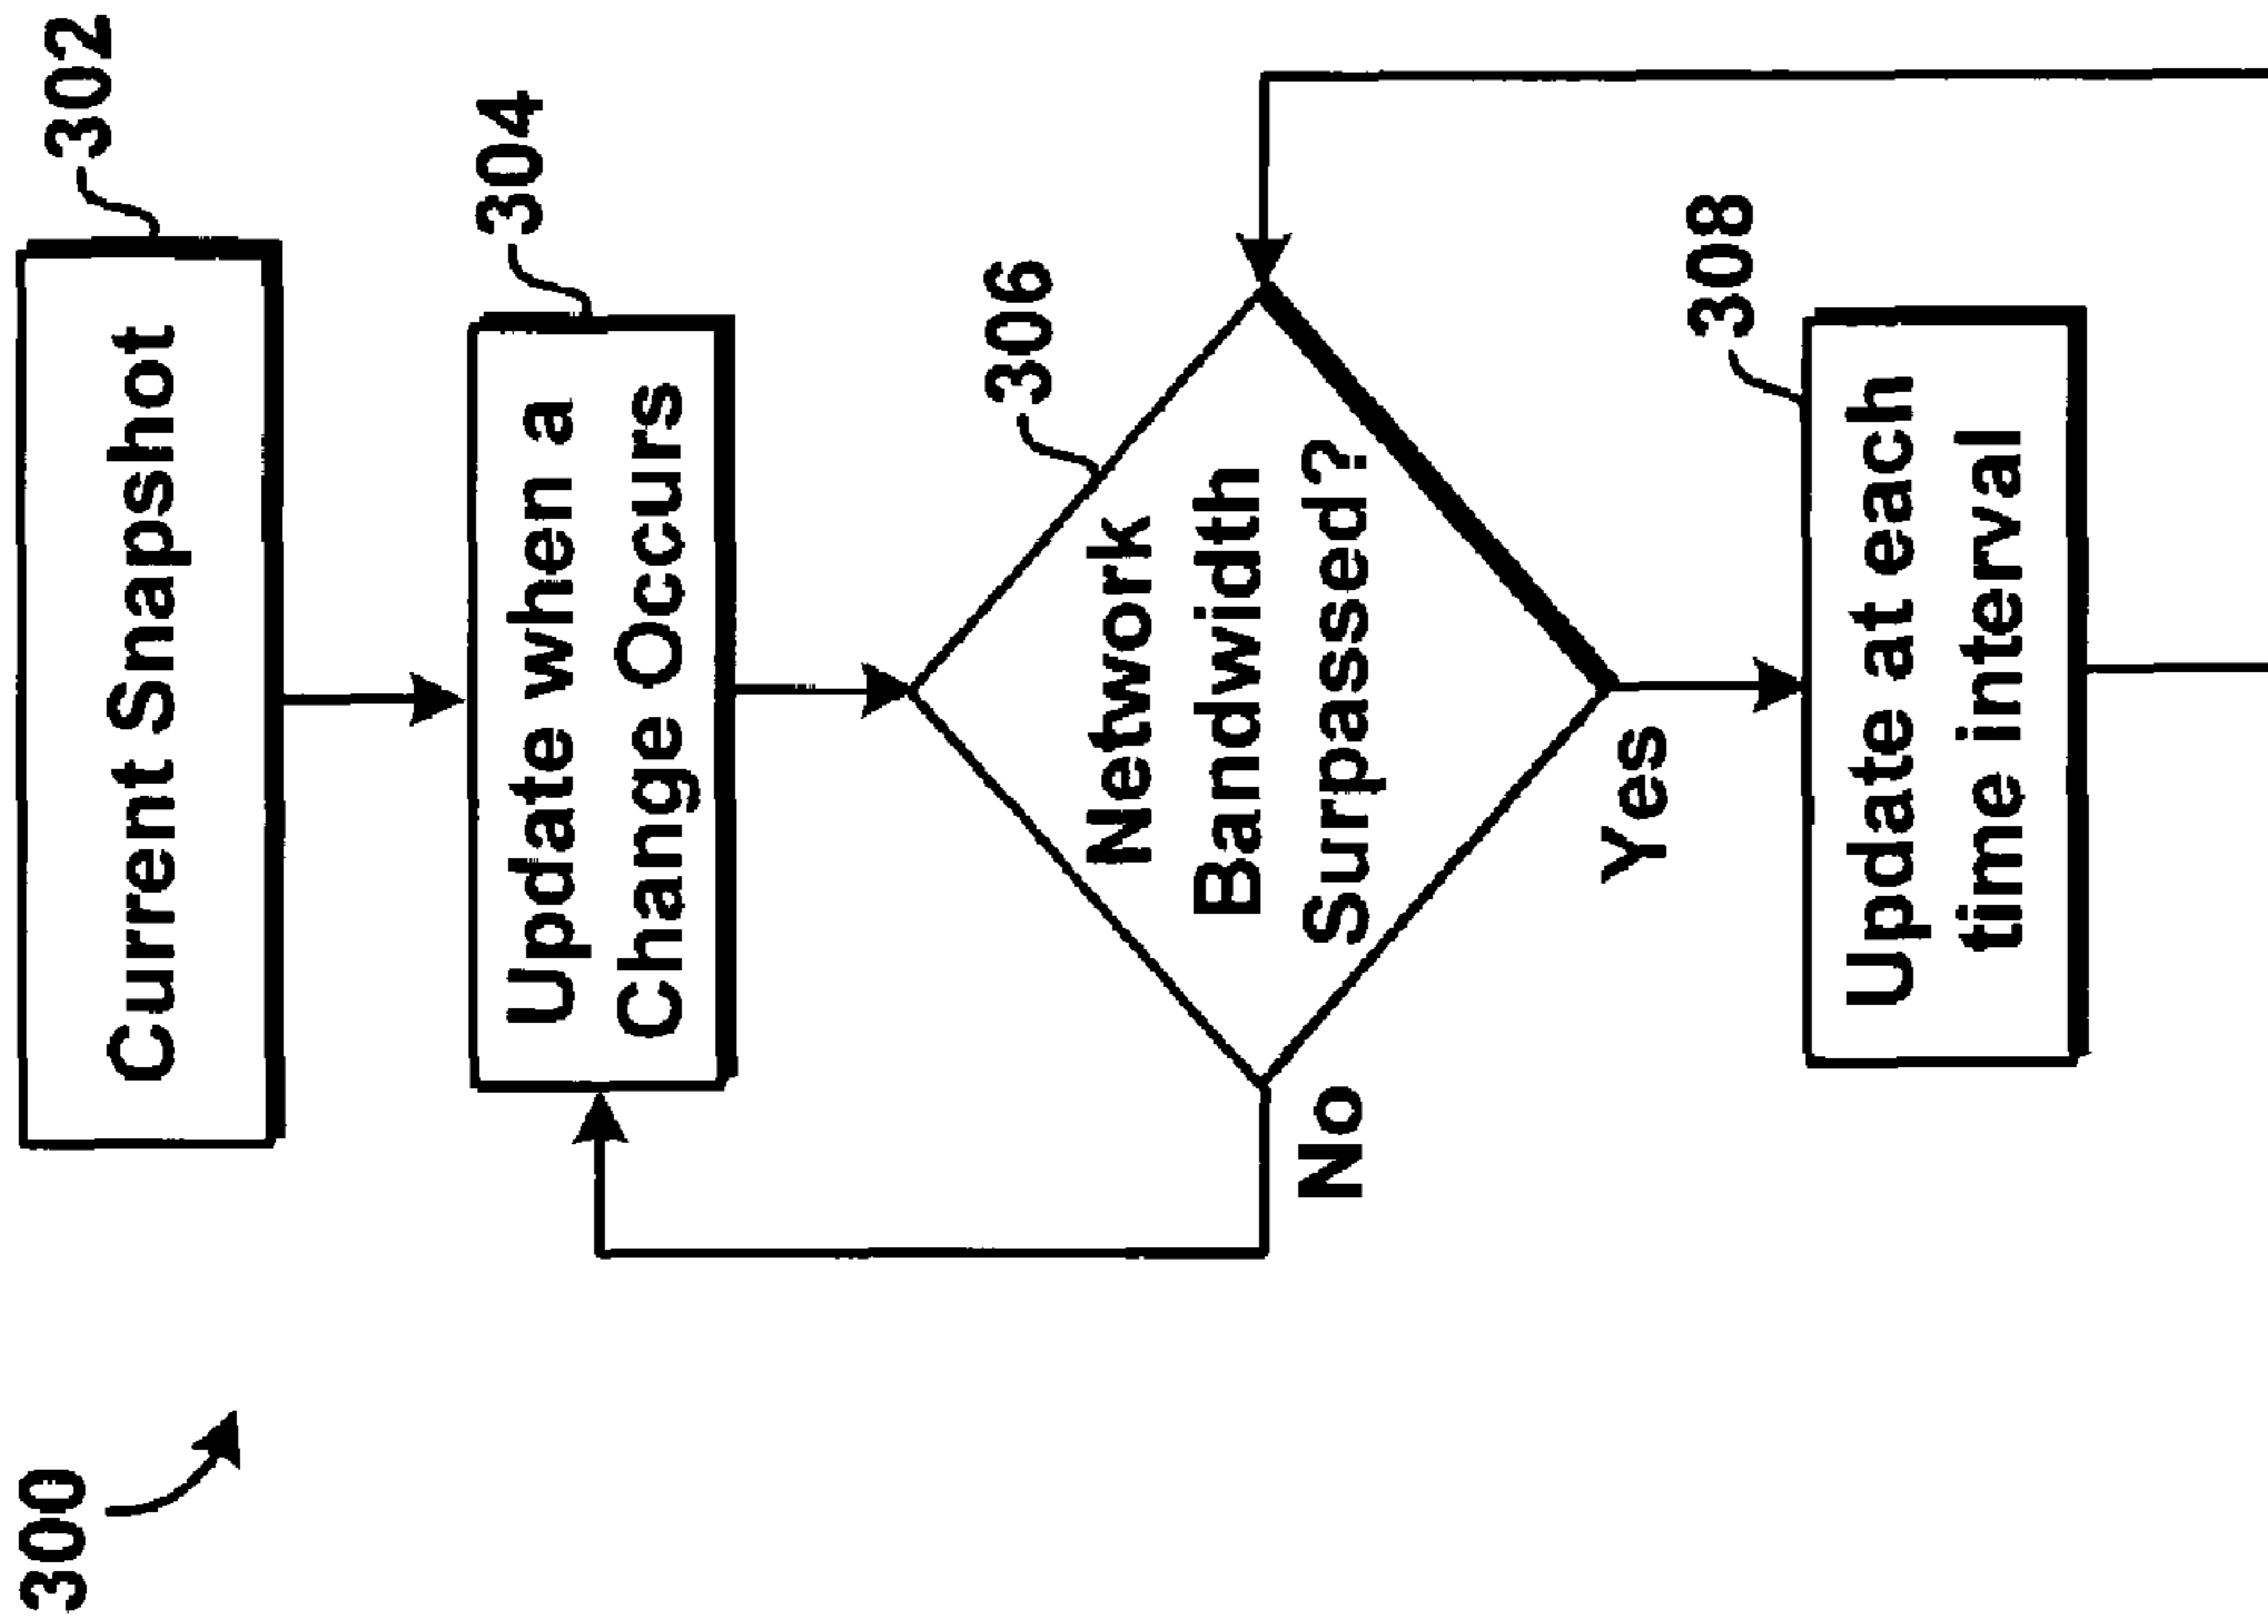 300
302
Current Snapshot
304
Update when a
Change Occurs
306
Network
Bandwidth
Surpassed?
No
Yes
308
Update at each
time interval